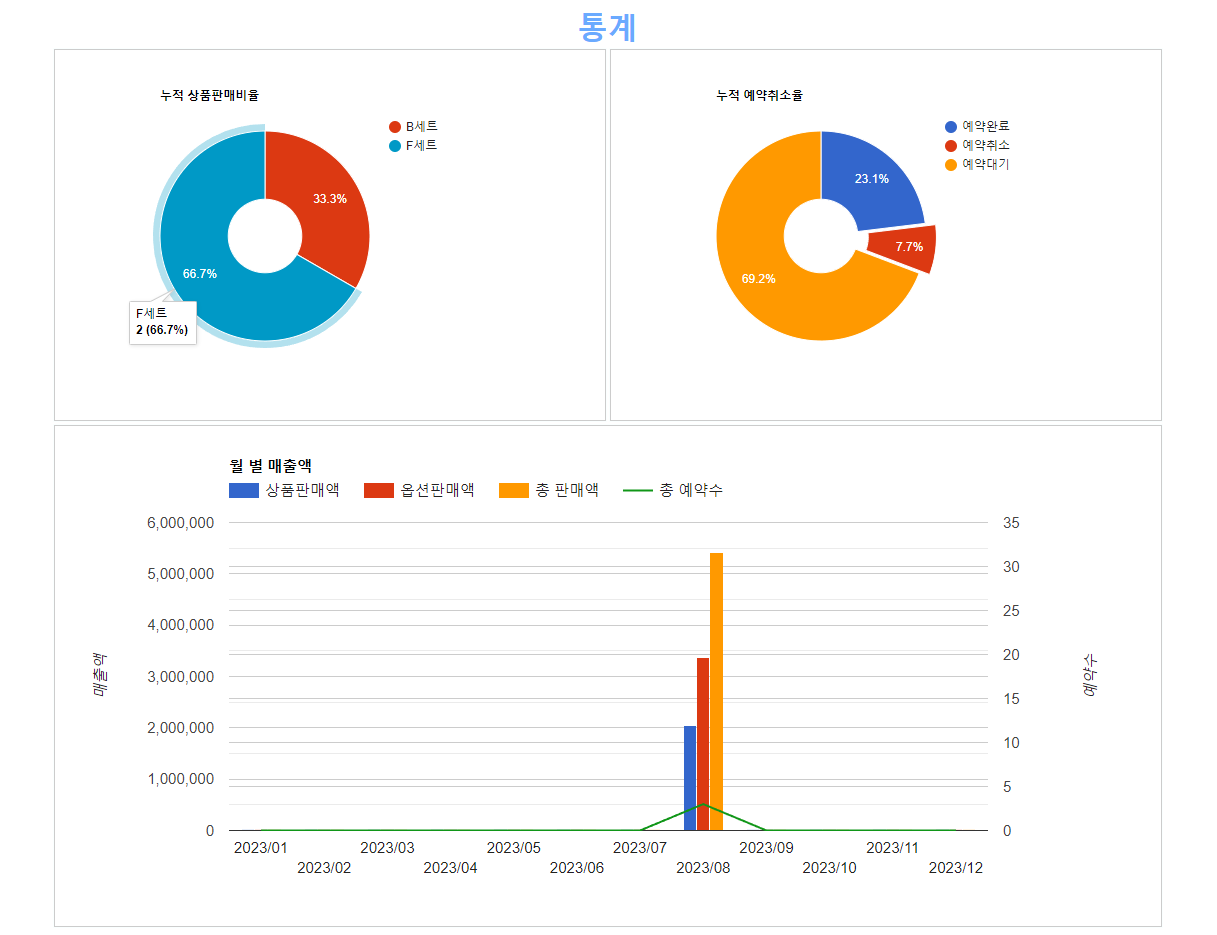 통계
누적 상품판매비율
B세트
F세트
33.3%
66.7%
F세트
2 (66.7%)
누적 예약취소율
예약완료
예약취소
예약대기
23.1%
7.7%
69.2%
월 별 매출액
상품판매액 옵션판매액 총 판매액 총 예약수
6,000,000 35
5,000,000 30
4,000,000 25
3,000,000 20
2,000,000 15
1,000,000 10
0 5
0
매출액
예약수
2023/01 2023/03 2023/05 2023/07 2023/09 2023/11
2023/02 2023/04 2023/06 2023/08 2023/10 2023/12